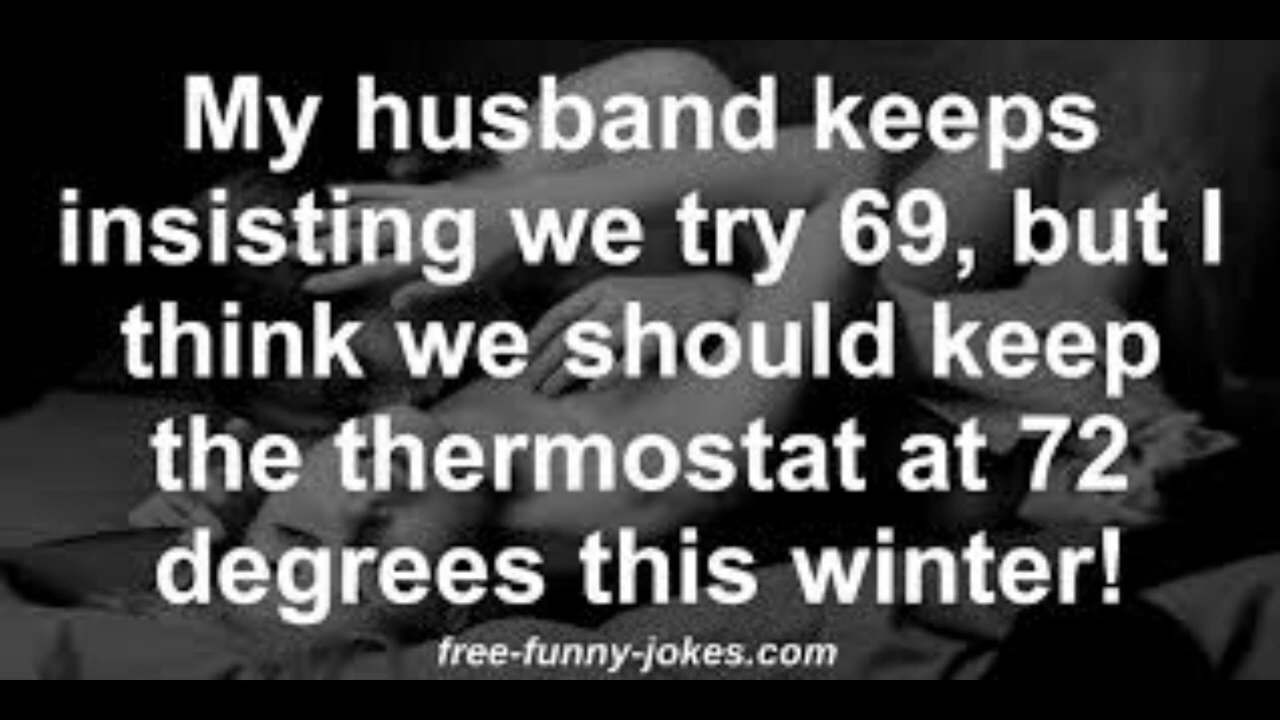 My husband keeps
insisting we try 69, but I
think we should keep
the thermostat at 72
degrees this winter!
free-funny-jokes.com